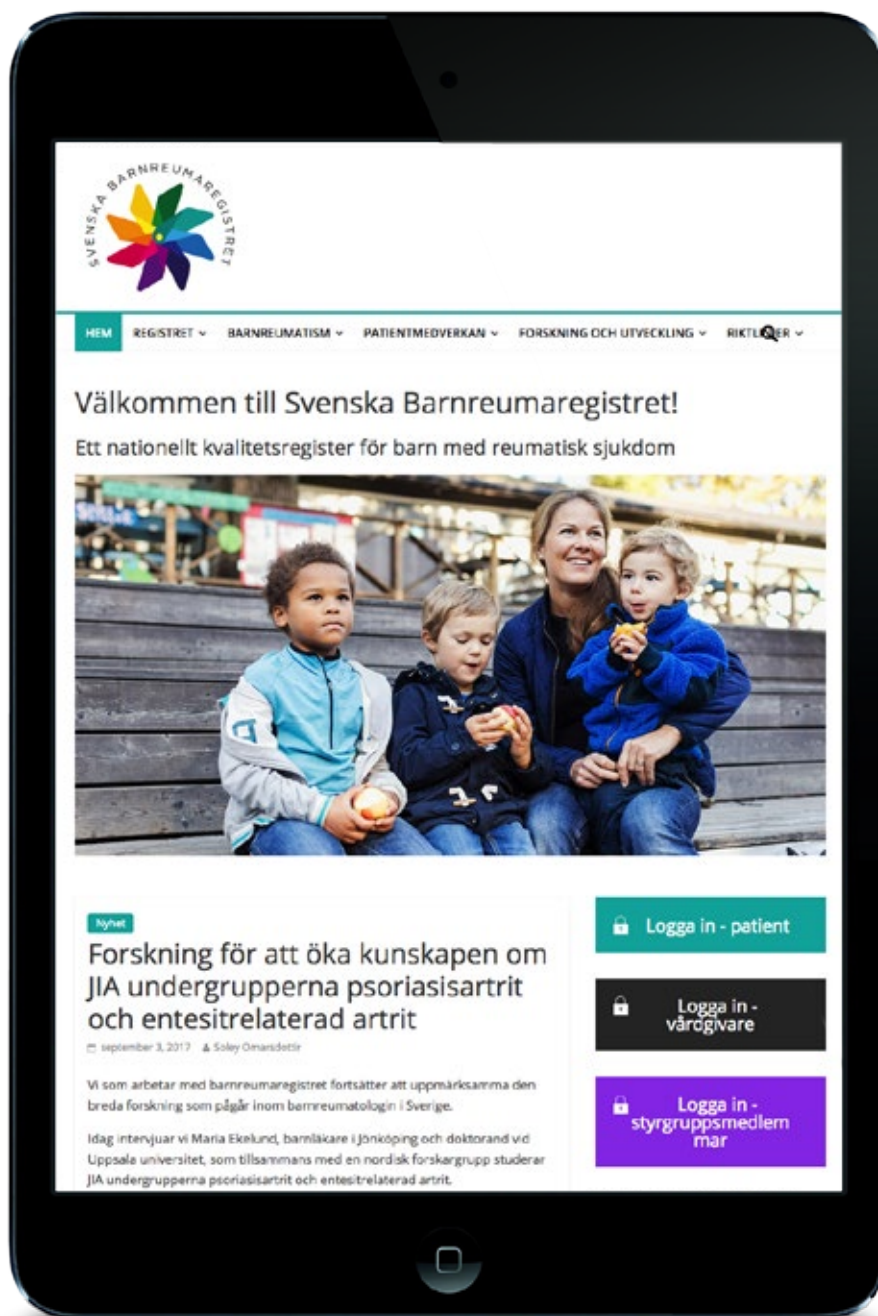 SVENSKA BARNREUMAREGISTRET
HEM REGISTRET BARNREUMATISM PATIENTMEDVERKAN FORSKNING OCH UTVECKLING
Välkommen till Svenska Barnreumaregistret!
Ett nationellt kvalitetsregister för barn med reumatisk sjukdom
Nyhet
Forskning för att öka kunskapen om
JIA undergrupperna psoriasisartrit
och entesitrelaterad artrit
september 3, 2017 Soley Omarsdottir
Vi som arbetar med barnreumaregistret fortsätter att uppmärksamma den
breda forskning som pågår inom barnreumatologin i Sverige.
Idag intervjuar vi Maria Ekelund, barnläkare i Jönköping och doktorand vid
Uppsala universitet, som tillsammans med en nordisk forskargrupp studerar
JIA undergrupperna psoriasisartrit och entesitrelaterad artrit.
Logga in - patient
Logga in -
vårdgivare
Logga in -
styrgruppsmedlem
mar